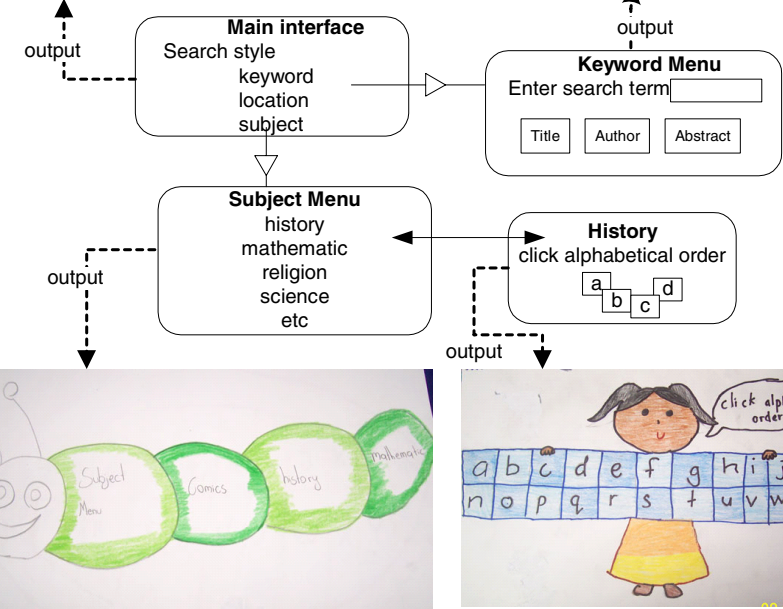 output
Main interface
Search style
keyword
location
subject
output
Keyword Menu
Enter search term
Title Author Abstract
Subject Menu
history
mathematic
religion
science
etc
output
History
click alphabetical order
a b c d
output
Subject
Menu
Comics
history
mathematic
click alp
order
a b c d e f g h i j
n o p q r s t u v w